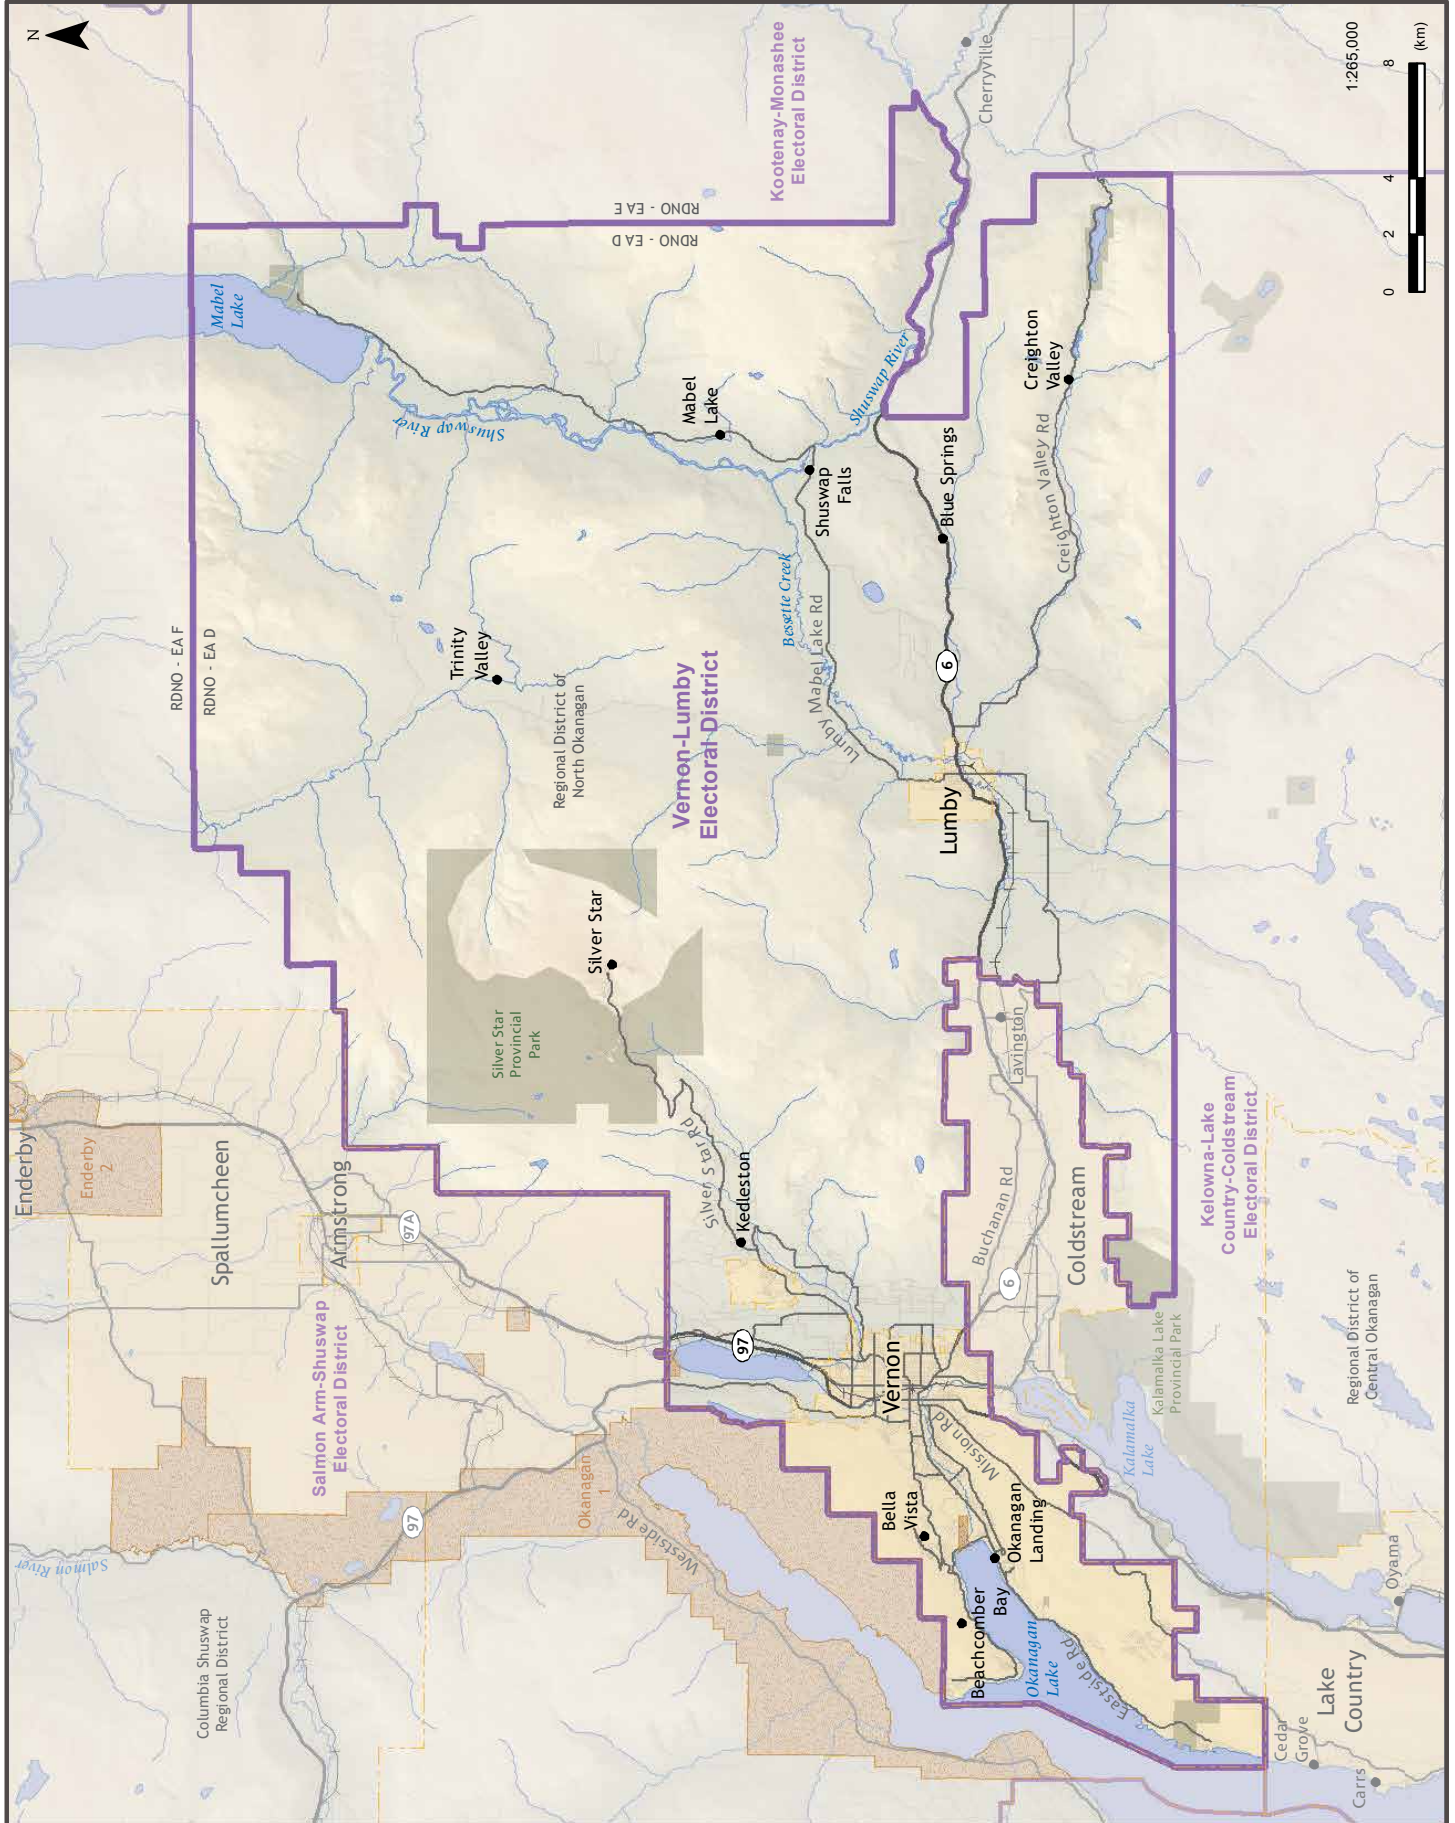 N
Kootenay-Monashee
Electoral District
Cherryville
1:265,000
(km)
8
4
2
0
RDNO - EA E
RDNO - EA D
Mabel
Lake
Shuswap River
Mabel
Lake
Shuswap River
Shuswap
Falls
Creighton
Valley
Blue Springs
Creighton Valley Rd
RDNO - EA F
RDNO - EA D
Trinity
Valley
Regional District of
North Okanagan
Bessette Creek
Lumby Mabel Lake Rd
6
Vernon-Lumby
Electoral District
Lumby
Silver Star
Silver Star
Provincial
Park
Silver Star Rd
Kedleston
Lavington
Buchanan Rd
Coldstream
6
Kelowna-Lake
Country-Coldstream
Electoral District
Enderby
Enderby
2
Spallumcheen
Armstrong
97A
Salmon Arm-Shuswap
Electoral District
97
Vernon
Mission Rd
Kalamalka Lake
Provincial Park
Kalamalka
Lake
Regional District of
Central Okanagan
Okanagan
1
97
Westside Rd
Salmon River
Bella
Vista
Okanagan
Landing
Beachcomber
Bay
Okanagan
Lake
Eastside Rd
Columbia Shuswap
Regional District
Oyama
Lake
Country
Cedar
Grove
Carrs